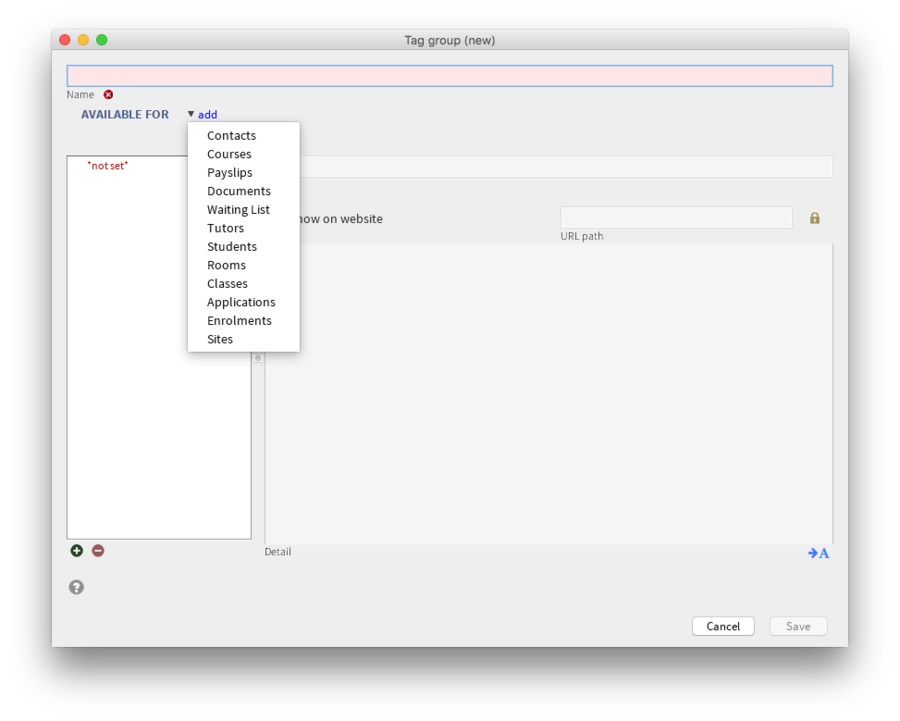 Tag group (new)
Name
AVAILABLE FOR ▼ add
Contacts
Courses
Payslips
Documents
Waiting List
Tutors
Students
Rooms
Classes
Applications
Enrolments
Sites
*not set*
how on website
URL path
Detail
A
?
Cancel
Save